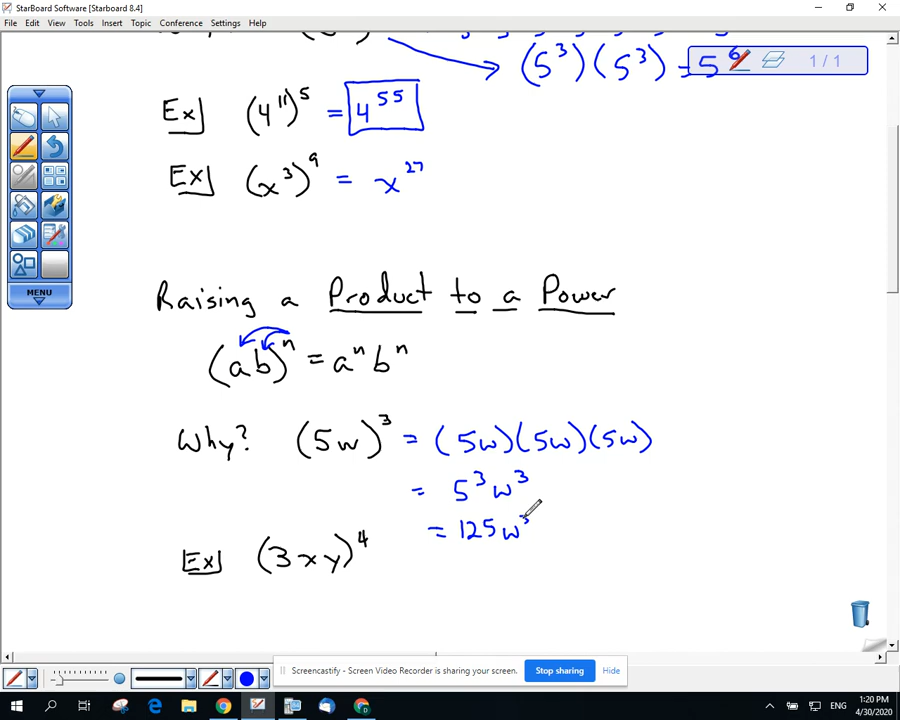 StarBoard Software [Starboard 8.4]
File Edit View Tools Insert Topic Conference Settings Help
(5³)(5³) = 5⁶
1 / 1
Ex (4¹¹)⁵ = 4⁵⁵
Ex (x³)⁹ = x²⁷
MENU
Raising a Product to a Power
(ab)ⁿ = aⁿbⁿ
Why? (5w)³ = (5w)(5w)(5w)
= 5³w³
= 125w³
Ex (3xy)⁴
Screencastify - Screen Video Recorder is sharing your screen. Stop sharing Hide
ENG 1:20 PM
4/30/2020